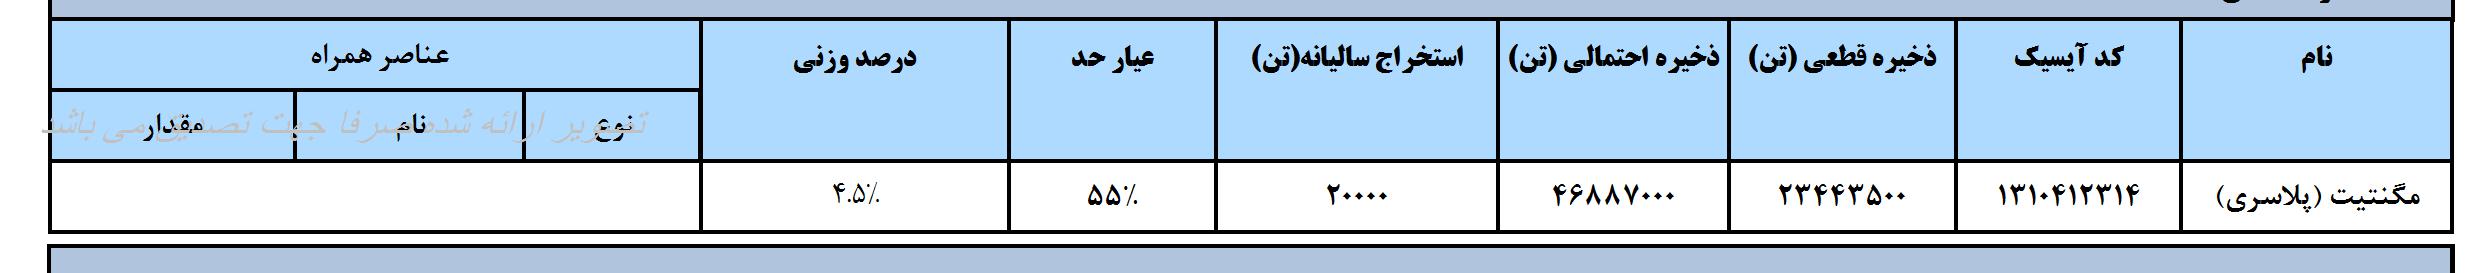 نام	کد آیسیک	ذخیره قطعی (تن)	ذخیره احتمالی (تن)	استخراج سالیانه(تن)	عیار حد	درصد وزنی	عناصر همراه
نوع	نام	مقدار
تصویر ارائه شده صرفا جهت تصدیق می باشد
مگنتیت (پلاسری)	۱۳۱۰۴۱۲۳۱۴	۲۳۴۴۳۵۰۰	۴۶۸۸۷۰۰۰	۲۰۰۰۰	۵۵٪	۴.۵٪